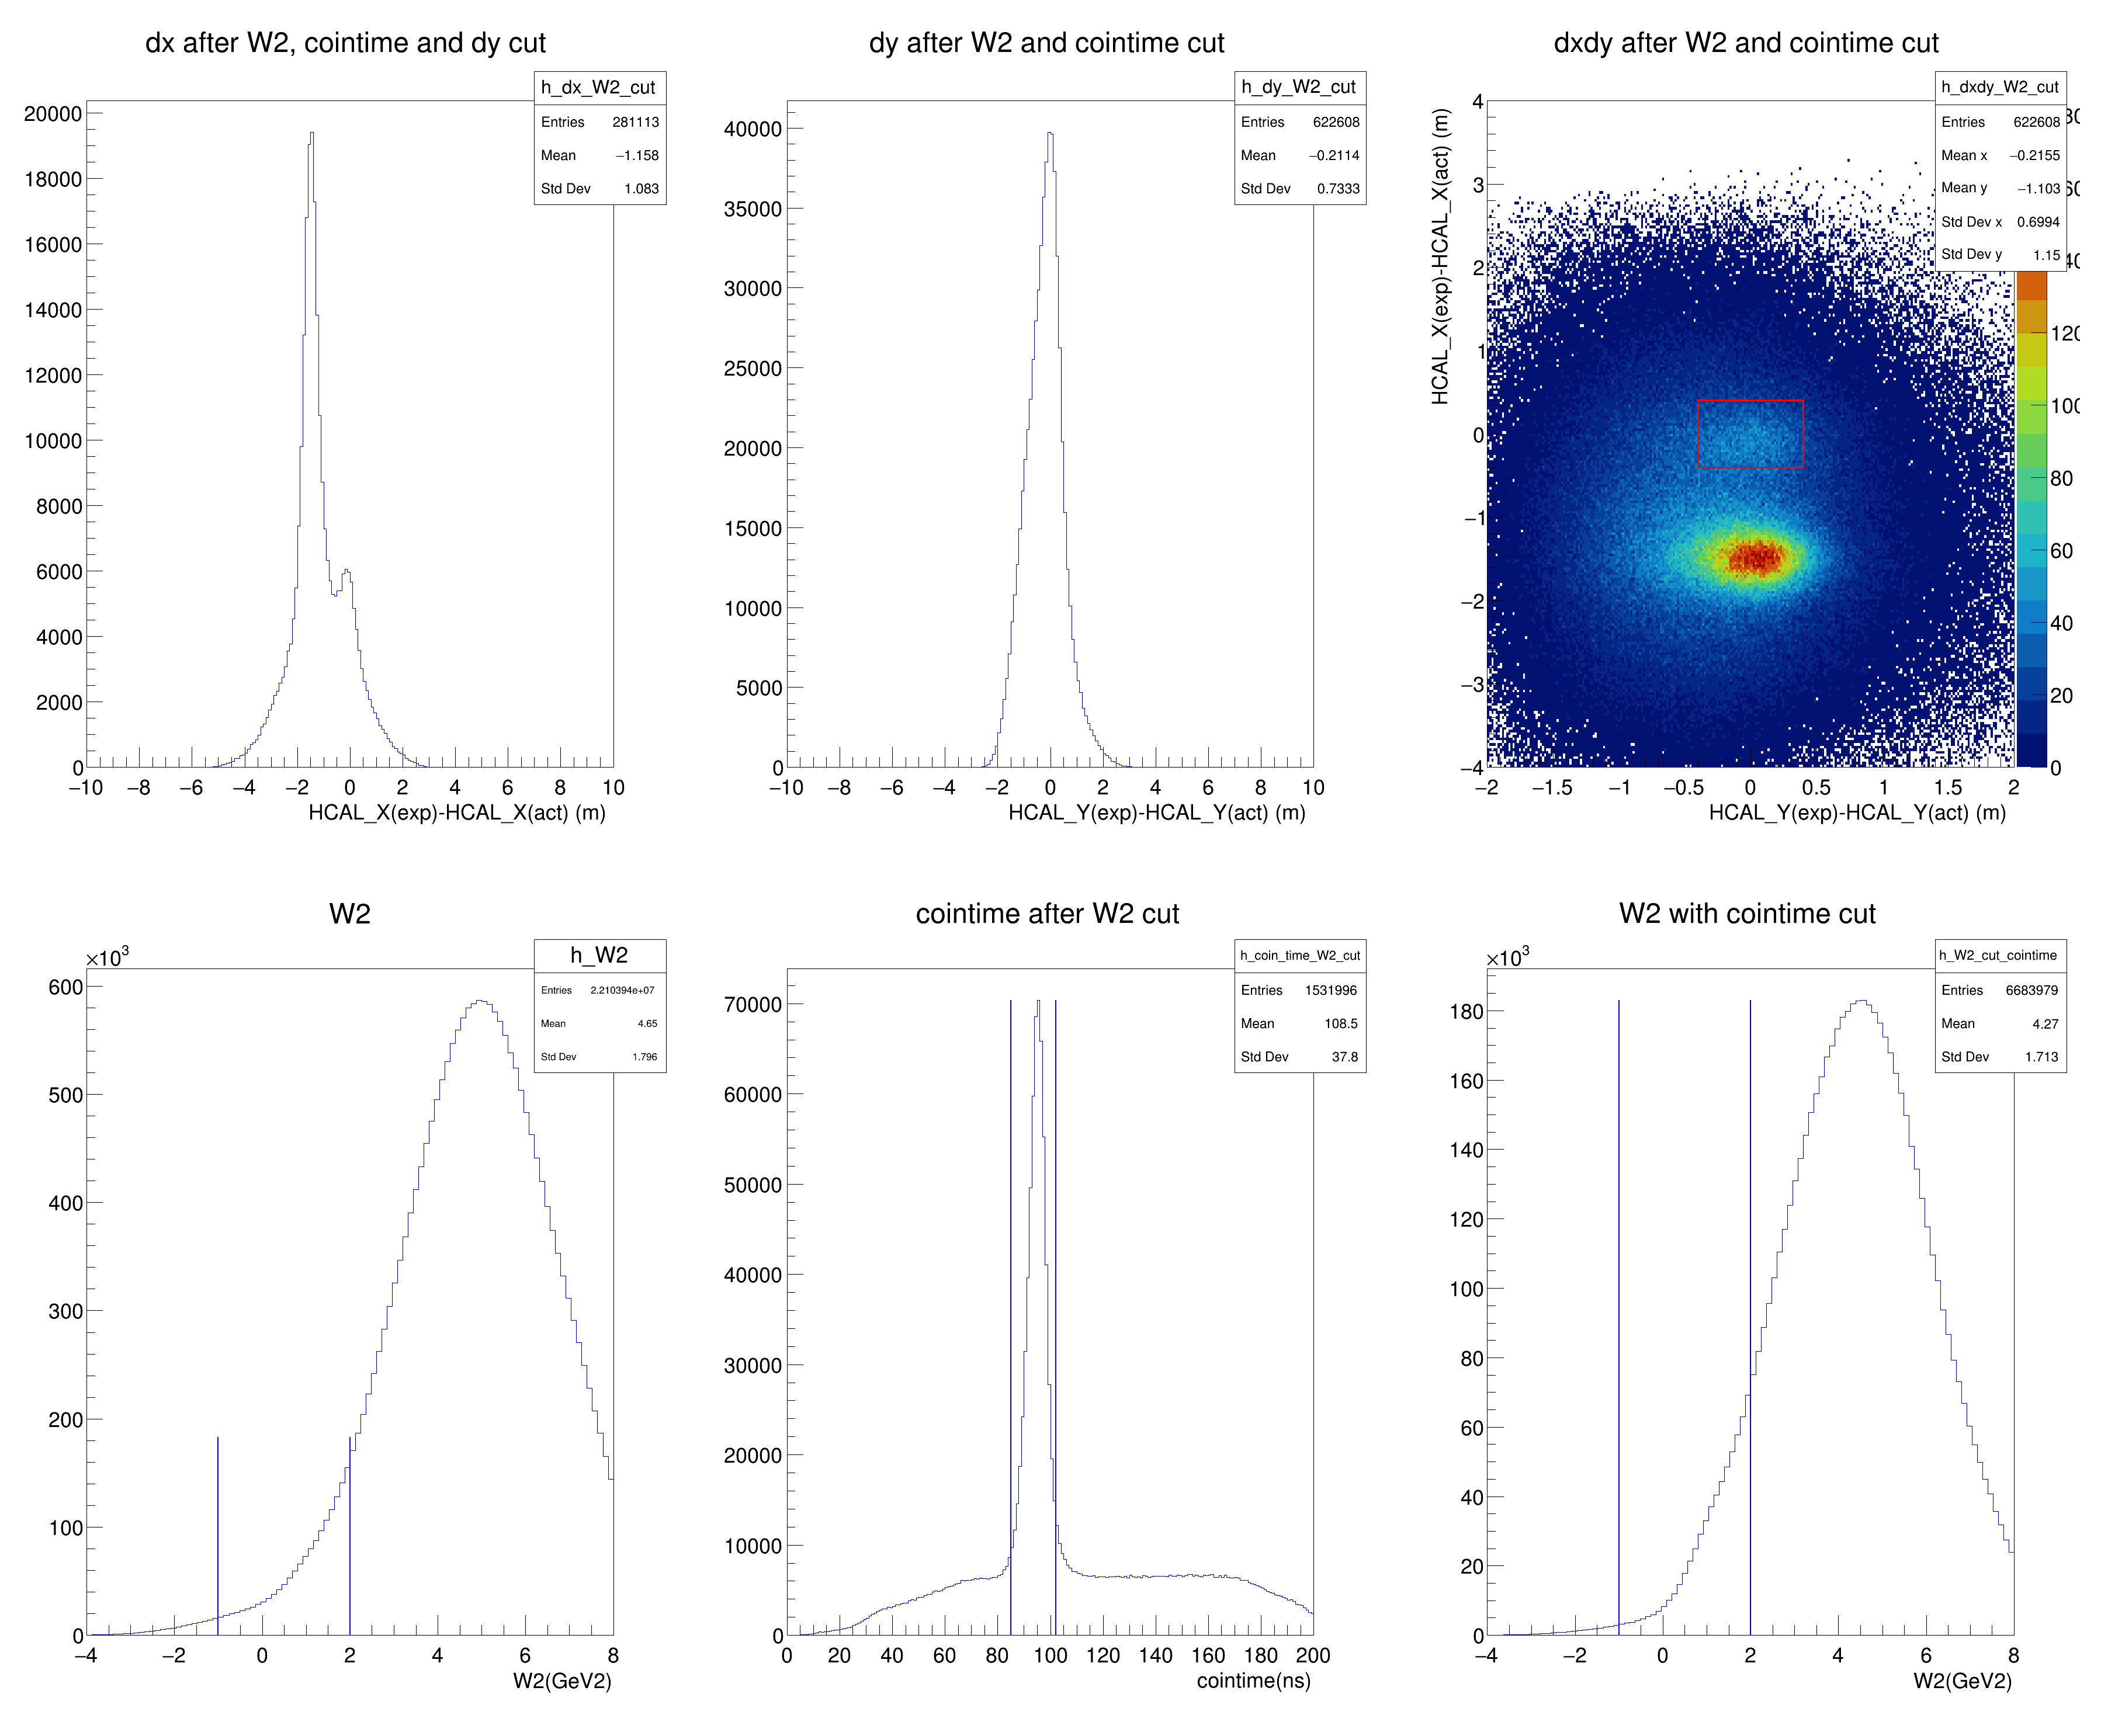 dx after W2, cointime and dy cut
h_dx_W2_cut
Entries 281113
Mean −1.158
Std Dev 1.083
20000
18000
16000
14000
12000
10000
8000
6000
4000
2000
0
−10 −8 −6 −4 −2 0 2 4 6 8 10
HCAL_X(exp)-HCAL_X(act) (m)
dy after W2 and cointime cut
h_dy_W2_cut
Entries 622608
Mean −0.2114
Std Dev 0.7333
40000
35000
30000
25000
20000
15000
10000
5000
0
−10 −8 −6 −4 −2 0 2 4 6 8 10
HCAL_Y(exp)-HCAL_Y(act) (m)
dxdy after W2 and cointime cut
h_dxdy_W2_cut
Entries 622608
Mean x −0.2155
Mean y −1.103
Std Dev x 0.6994
Std Dev y 1.15
HCAL_X(exp)-HCAL_X(act) (m)
4
3
2
1
0
−1
−2
−3
−4
−2 −1.5 −1 −0.5 0 0.5 1 1.5 2
HCAL_Y(exp)-HCAL_Y(act) (m)
120
100
80
60
40
20
0
W2
×10³
h_W2
Entries 2.210394e+07
Mean 4.65
Std Dev 1.796
600
500
400
300
200
100
0
−4 −2 0 2 4 6 8
W2(GeV2)
cointime after W2 cut
h_coin_time_W2_cut
Entries 1531996
Mean 108.5
Std Dev 37.8
70000
60000
50000
40000
30000
20000
10000
0
0 20 40 60 80 100 120 140 160 180 200
cointime(ns)
W2 with cointime cut
×10³
h_W2_cut_cointime
Entries 6683979
Mean 4.27
Std Dev 1.713
180
160
140
120
100
80
60
40
20
0
−4 −2 0 2 4 6 8
W2(GeV2)